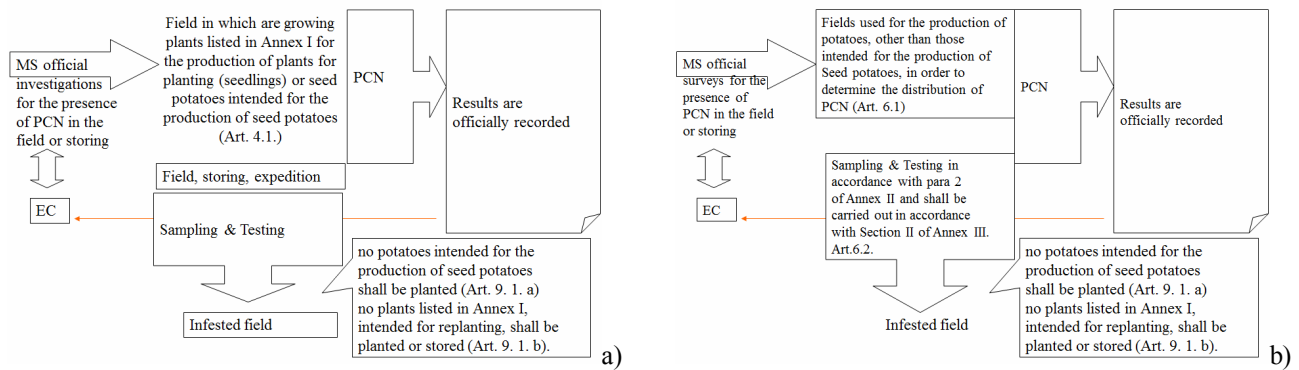 Field in which are growing
plants listed in Annex I for
the production of plants for
planting (seedlings) or seed
potatoes intended for the
production of seed potatoes
(Art. 4.1.)
MS official
investigations
for the presence
of PCN in the
field or storing
PCN
Results are
officially recorded
Field, storing, expedition
EC
Sampling & Testing
no potatoes intended for the
production of seed potatoes
shall be planted (Art. 9. 1. a)
no plants listed in Annex I,
intended for replanting, shall be
planted or stored (Art. 9. 1. b).
Infested field
a)
Fields used for the production of
potatoes, other than those
intended for the production of
Seed potatoes, in order to
determine the distribution of
PCN (Art. 6.1)
MS official
surveys for the
presence of
PCN in the field
or storing
PCN
Results are
officially recorded
Sampling & Testing in
accordance with para 2
of Annex II and shall be
carried out in accordance
with Section II of Annex III.
Art.6.2.
EC
no potatoes intended for the
production of seed potatoes
shall be planted (Art. 9. 1. a)
no plants listed in Annex I,
intended for replanting, shall be
planted or stored (Art. 9. 1. b).
Infested field
b)